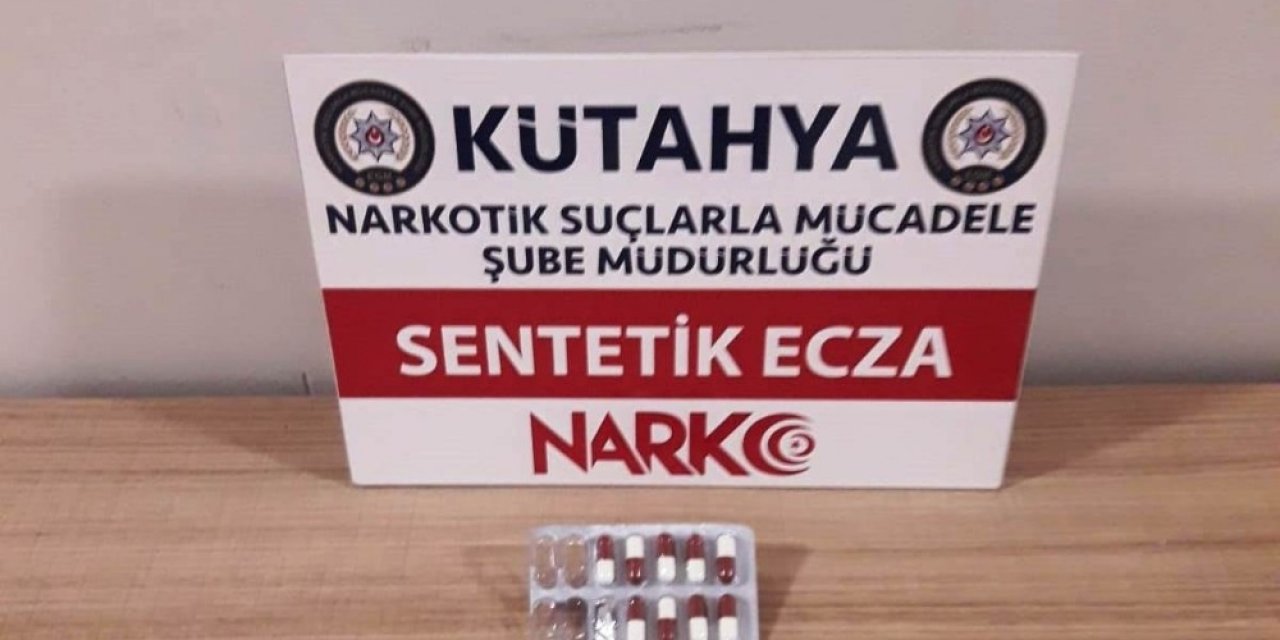 KÜTAHYA
NARKOTİK SUÇLARLA MÜCADELE
ŞUBE MÜDÜRLÜĞÜ
SENTETİK ECZA
NARKO